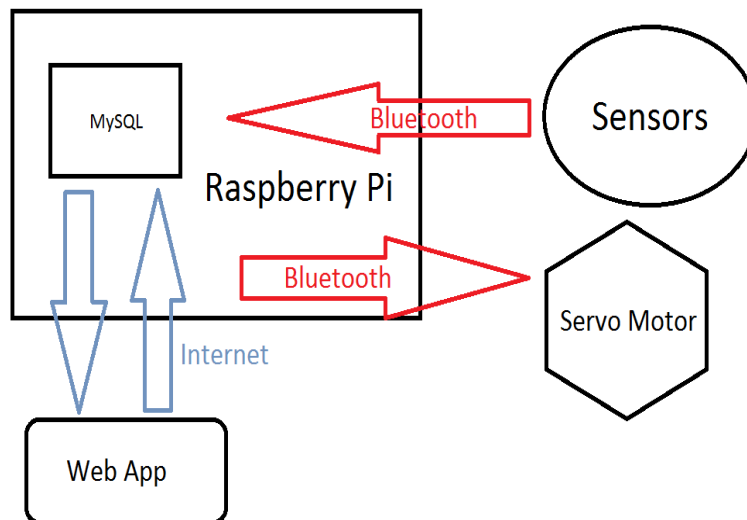 MySQL
Bluetooth
Sensors
Raspberry Pi
Bluetooth
Servo Motor
Internet
Web App